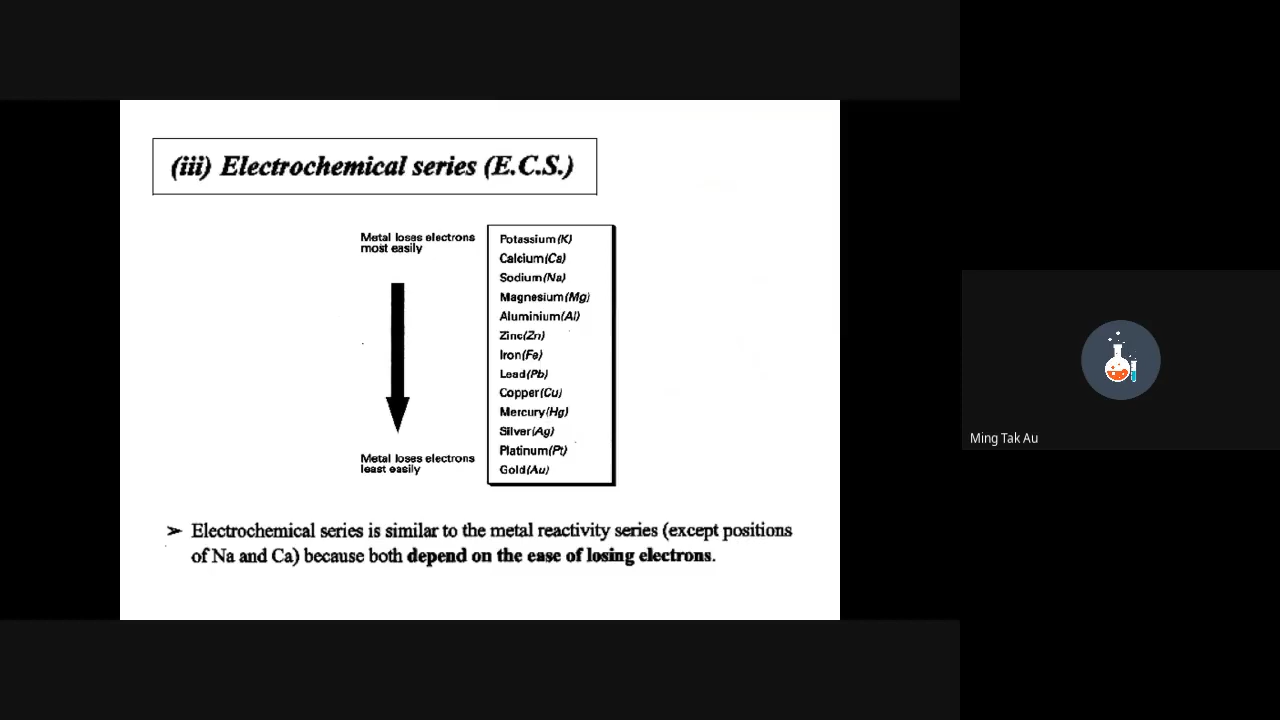 (iii) Electrochemical series (E.C.S.)
Metal loses electrons
most easily
Potassium(K)
Calcium(Ca)
Sodium(Na)
Magnesium(Mg)
Aluminium(Al)
Zinc(Zn)
Iron(Fe)
Lead(Pb)
Copper(Cu)
Mercury(Hg)
Silver(Ag)
Platinum(Pt)
Gold(Au)
Metal loses electrons
least easily
➢ Electrochemical series is similar to the metal reactivity series (except positions
of Na and Ca) because both depend on the ease of losing electrons.
Ming Tak Au